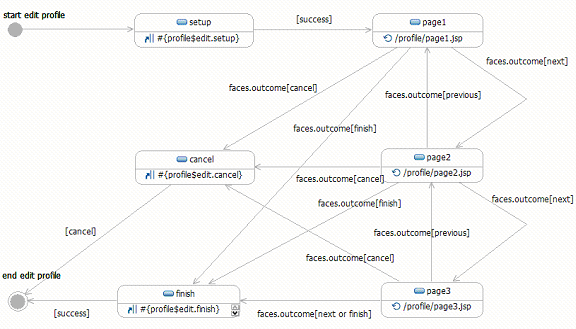 start edit profile
setup
#{profile$edit.setup}
[success]
page1
/profile/page1.jsp
faces.outcome[next]
faces.outcome[cancel]
faces.outcome[previous]
faces.outcome[finish]
cancel
#{profile$edit.cancel}
page2
/profile/page2.jsp
faces.outcome[cancel]
faces.outcome[next]
faces.outcome[finish]
[cancel]
faces.outcome[previous]
faces.outcome[cancel]
end edit profile
finish
#{profile$edit.finish}
page3
/profile/page3.jsp
[success]
faces.outcome[next or finish]